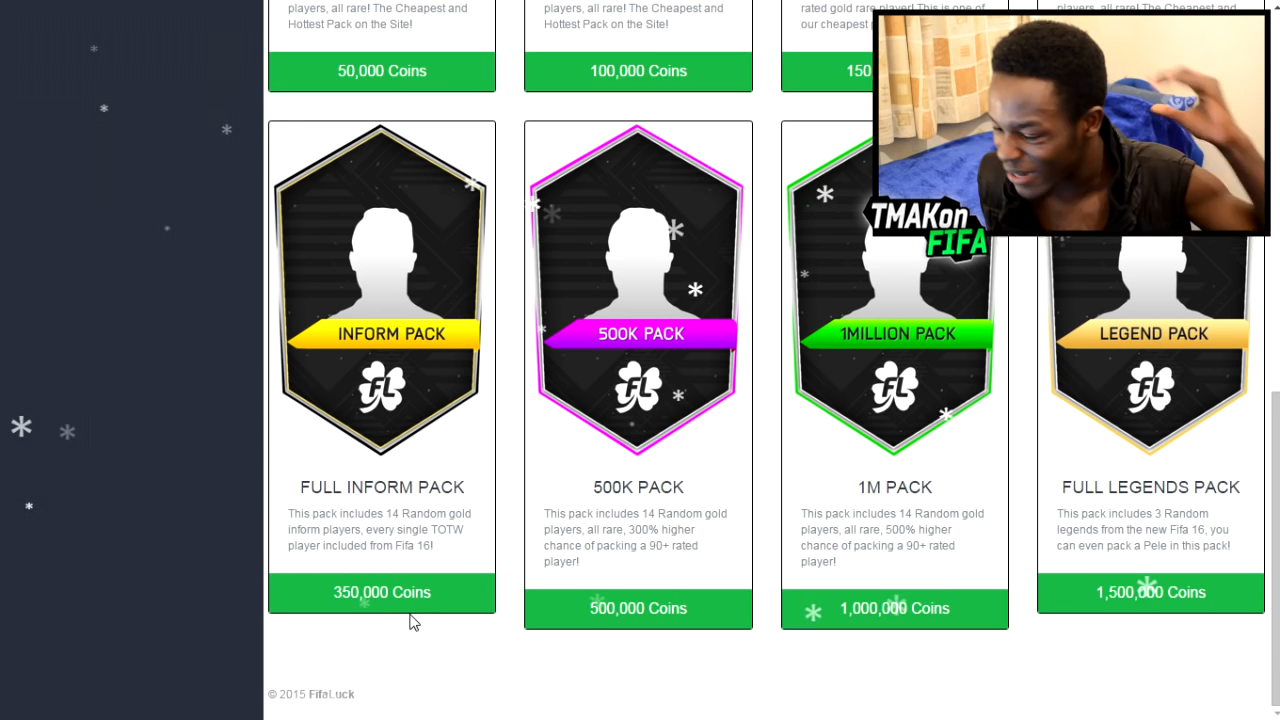 players, all rare! The Cheapest and
Hottest Pack on the Site!
50,000 Coins
players, all rare! The Cheapest and
Hottest Pack on the Site!
100,000 Coins
rated gold rare player! This is one of
our cheapest
150
players, all rare! The Cheapest and
TMAKon
FIFA
INFORM PACK
FL
FULL INFORM PACK
This pack includes 14 Random gold
inform players, every single TOTW
player included from Fifa 16!
350,000 Coins
500K PACK
FL
500K PACK
This pack includes 14 Random gold
players, all rare, 300% higher
chance of packing a 90+ rated
player!
500,000 Coins
1MILLION PACK
FL
1M PACK
This pack includes 14 Random gold
players, all rare, 500% higher
chance of packing a 90+ rated
player!
1,000,000 Coins
LEGEND PACK
FL
FULL LEGENDS PACK
This pack includes 3 Random
legends from the new Fifa 16, you
can even pack a Pele in this pack!
1,500,000 Coins
© 2015 FifaLuck